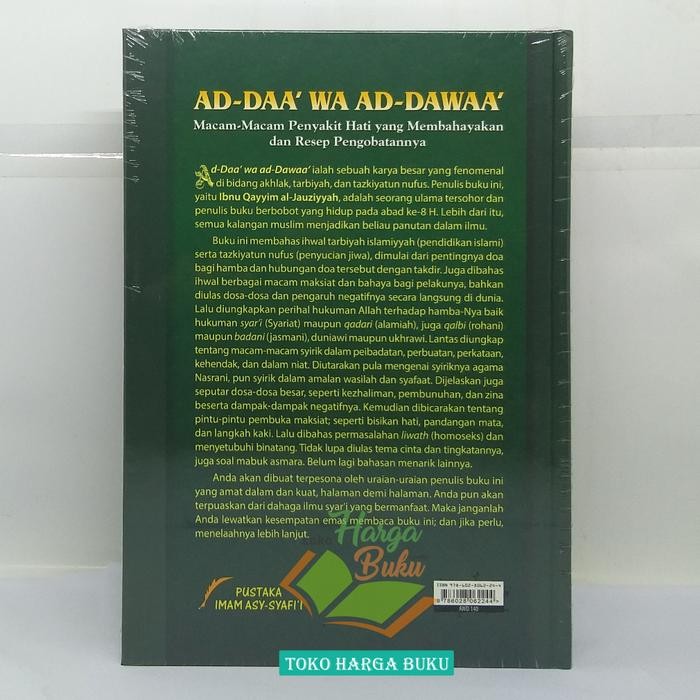 AD-DAA' WA AD-DAWAA'
Macam-Macam Penyakit Hati yang Membahayakan
dan Resep Pengobatannya
Ad-Daa' wa ad-Dawaa' ialah sebuah karya besar yang fenomenal
di bidang akhlak, tarbiyah, dan tazkiyatun nufus. Penulis buku ini,
yaitu Ibnu Qayyim al-Jauziyyah, adalah seorang ulama tersohor dan
penulis buku berbobot yang hidup pada abad ke-8 H. Lebih dari itu,
semua kalangan muslim menjadikan beliau panutan dalam ilmu.
Buku ini membahas ihwal tarbiyah islamiyyah (pendidikan islami)
serta tazkiyatun nufus (penyucian jiwa), dimulai dari pentingnya doa
bagi hamba dan hubungan doa tersebut dengan takdir. Juga dibahas
ihwal berbagai macam maksiat dan bahaya bagi pelakunya, bahkan
diulas dosa-dosa dan pengaruh negatifnya secara langsung di dunia.
Lalu diungkapkan perihal hukuman Allah terhadap hamba-Nya baik
hukuman syar'i (Syariat) maupun qadari (alamiah), juga qalbi (rohani)
maupun badani (jasmani), duniawi maupun ukhrawi. Lantas diungkap
tentang macam-macam syirik dalam peibadatan, perbuatan, perkataan,
kehendak, dan dalam niat. Diutarakan pula mengenai syiriknya agama
Nasrani, pun syirik dalam amalan wasilah dan syafaat. Dijelaskan juga
seputar dosa-dosa besar, seperti kezhaliman, pembunuhan, dan zina
beserta dampak-dampak negatifnya. Kemudian dibicarakan tentang
pintu-pintu pembuka maksiat; seperti bisikan hati, pandangan mata,
dan langkah kaki. Lalu dibahas permasalahan liwath (homoseks) dan
menyetubuhi binatang. Tidak lupa diulas tema cinta dan tingkatannya,
juga soal mabuk asmara. Belum lagi bahasan menarik lainnya.
Anda akan dibuat terpesona oleh uraian-uraian penulis buku ini
yang amat dalam dan kuat, halaman demi halaman. Anda pun akan
terpuaskan dari dahaga ilmu syar'i yang bermanfaat. Maka janganlah
Anda lewatkan kesempatan emas membaca buku ini; dan jika perlu,
menelaahnya lebih lanjut.
Toko Harga
Buku
PUSTAKA
IMAM ASY-SYAFI'I
ISBN 978-602-8062-24-4
9 786028 062244 >
AWD 140
TOKO HARGA BUKU